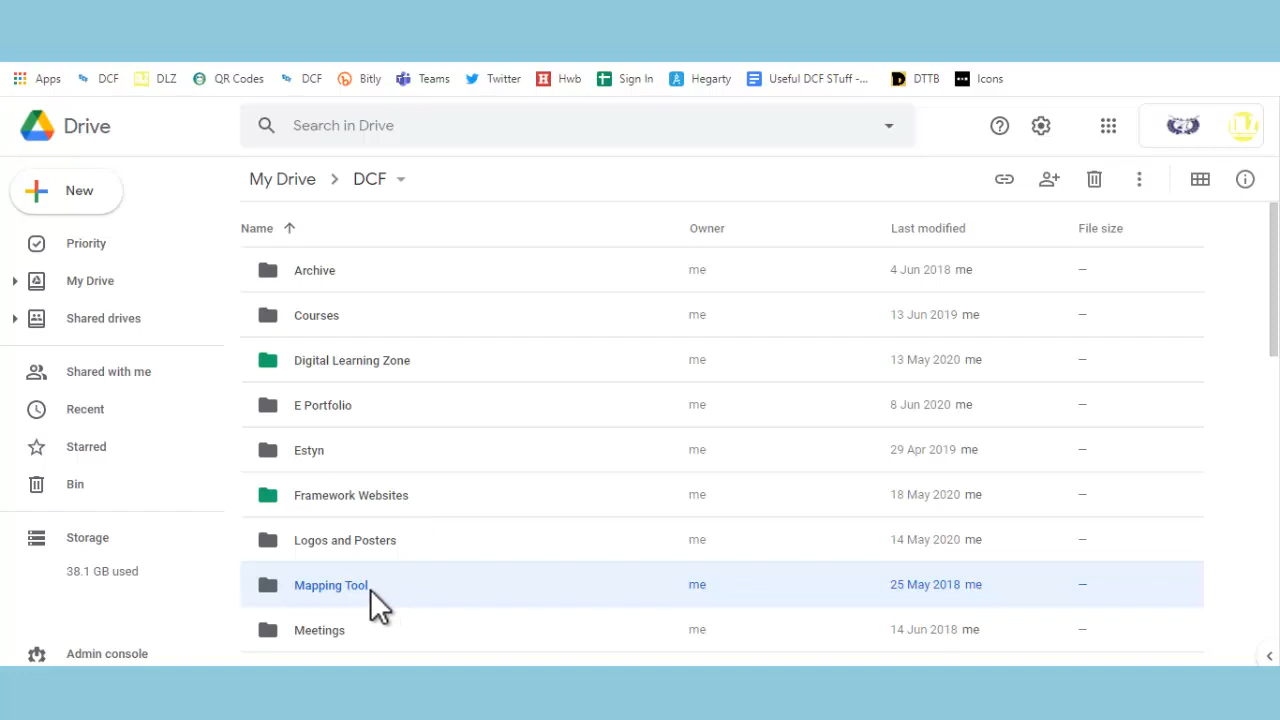 Apps DCF DLZ QR Codes DCF Bitly Teams Twitter Hwb Sign In Hegarty Useful DCF STuff -... DTTB Icons
Drive Search in Drive
My Drive DCF
New
Name Owner Last modified File size
Priority
Archive me 4 Jun 2018 me –
My Drive
Courses me 13 Jun 2019 me –
Shared drives
Digital Learning Zone me 13 May 2020 me –
Shared with me
E Portfolio me 8 Jun 2020 me –
Recent
Estyn me 29 Apr 2019 me –
Starred
Bin
Framework Websites me 18 May 2020 me –
Storage
Logos and Posters me 14 May 2020 me –
38.1 GB used
Mapping Tool me 25 May 2018 me –
Meetings me 14 Jun 2018 me –
Admin console